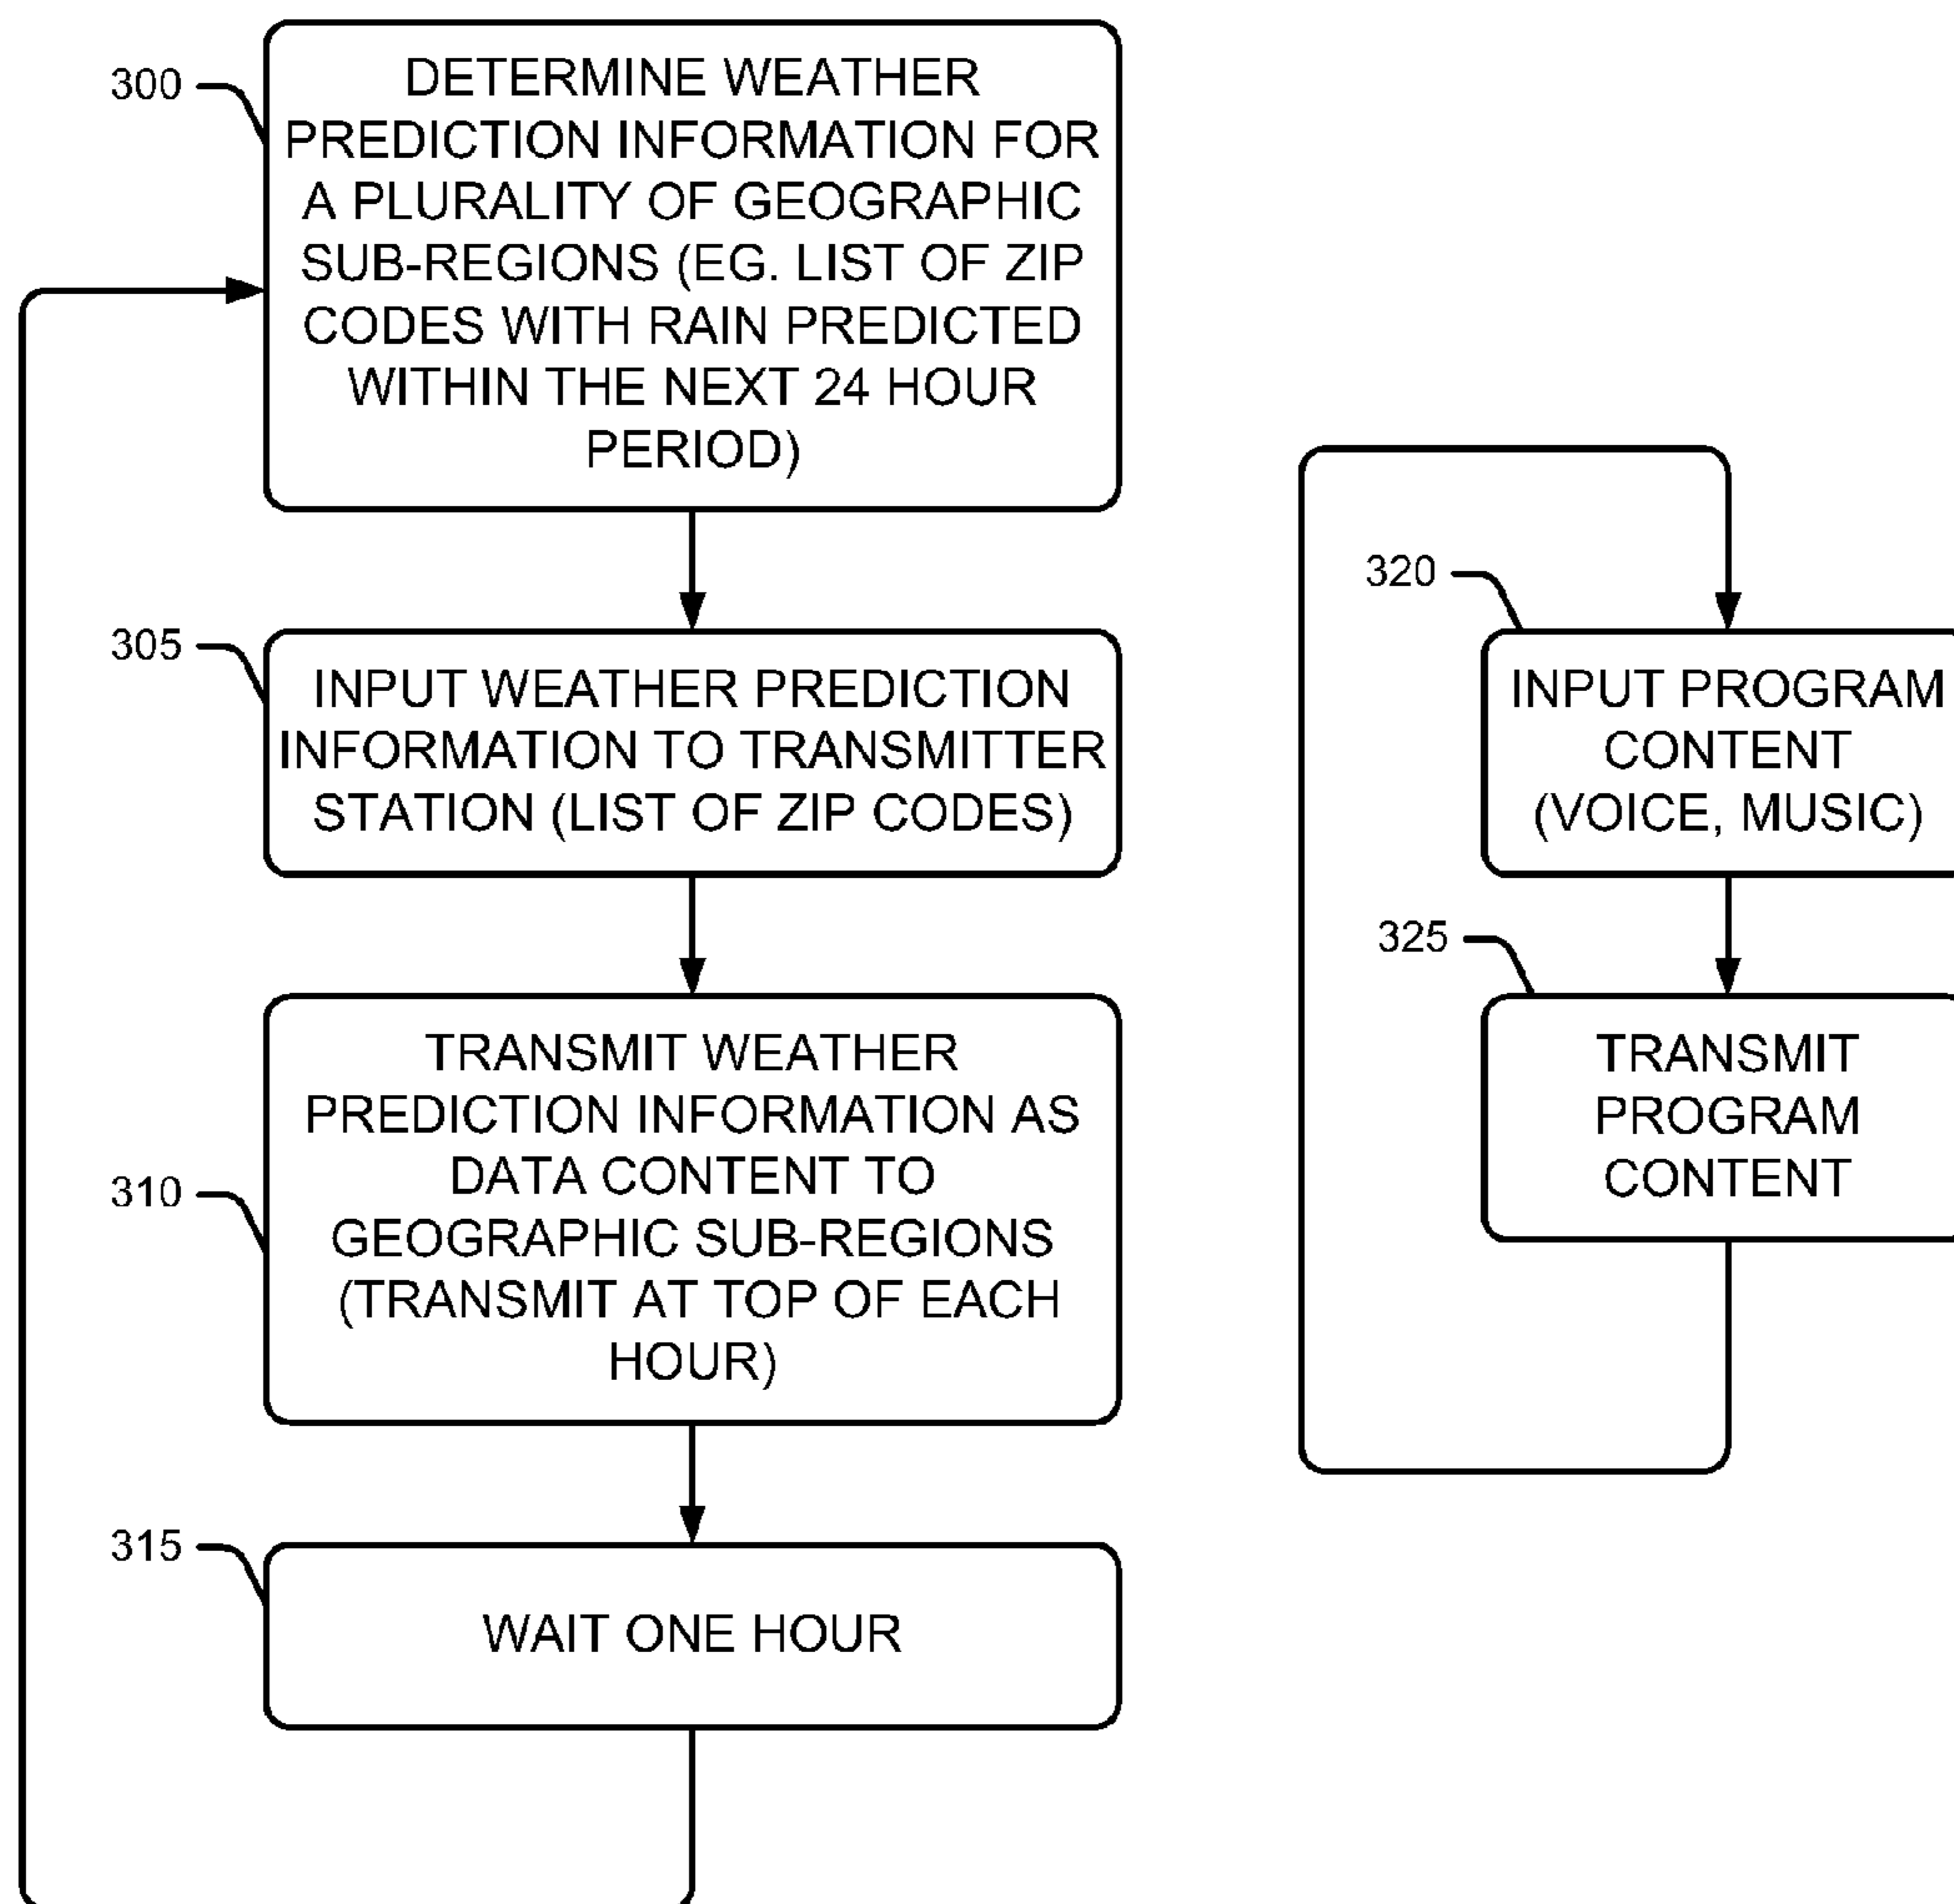 300
DETERMINE WEATHER
PREDICTION INFORMATION FOR
A PLURALITY OF GEOGRAPHIC
SUB-REGIONS (EG. LIST OF ZIP
CODES WITH RAIN PREDICTED
WITHIN THE NEXT 24 HOUR
PERIOD)
305
INPUT WEATHER PREDICTION
INFORMATION TO TRANSMITTER
STATION (LIST OF ZIP CODES)
310
TRANSMIT WEATHER
PREDICTION INFORMATION AS
DATA CONTENT TO
GEOGRAPHIC SUB-REGIONS
(TRANSMIT AT TOP OF EACH
HOUR)
315
WAIT ONE HOUR
320
INPUT PROGRAM
CONTENT
(VOICE, MUSIC)
325
TRANSMIT
PROGRAM
CONTENT